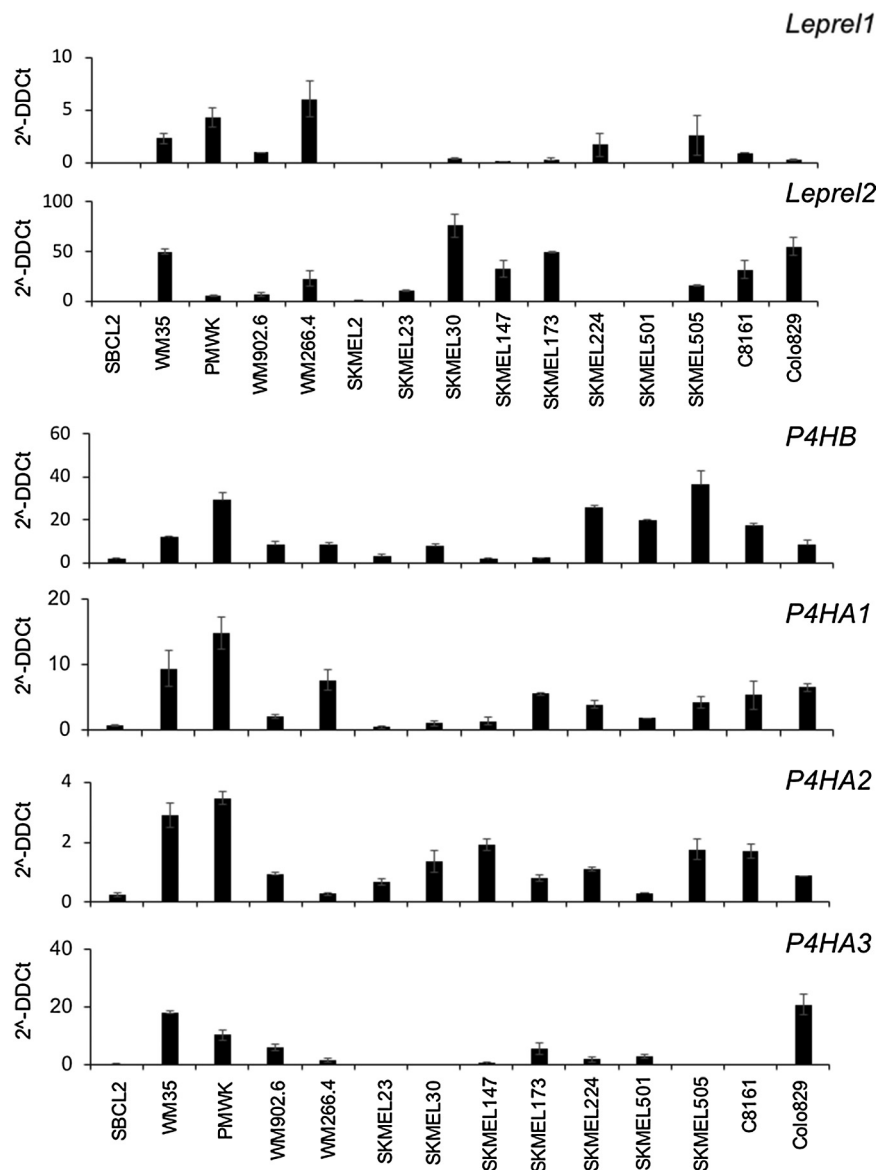 Leprel1
2^-DDCt
10
5
0
Leprel2
2^-DDCt
100
50
0
SBCL2
WM35
PMWK
WM902.6
WM266.4
SKMEL2
SKMEL23
SKMEL30
SKMEL147
SKMEL173
SKMEL224
SKMEL501
SKMEL505
C8161
Colo829
P4HB
2^-DDCt
60
40
20
0
P4HA1
2^-DDCt
20
10
0
P4HA2
2^-DDCt
4
2
0
P4HA3
2^-DDCt
40
20
0
SBCL2
WM35
PMWK
WM902.6
WM266.4
SKMEL23
SKMEL30
SKMEL147
SKMEL173
SKMEL224
SKMEL501
SKMEL505
C8161
Colo829